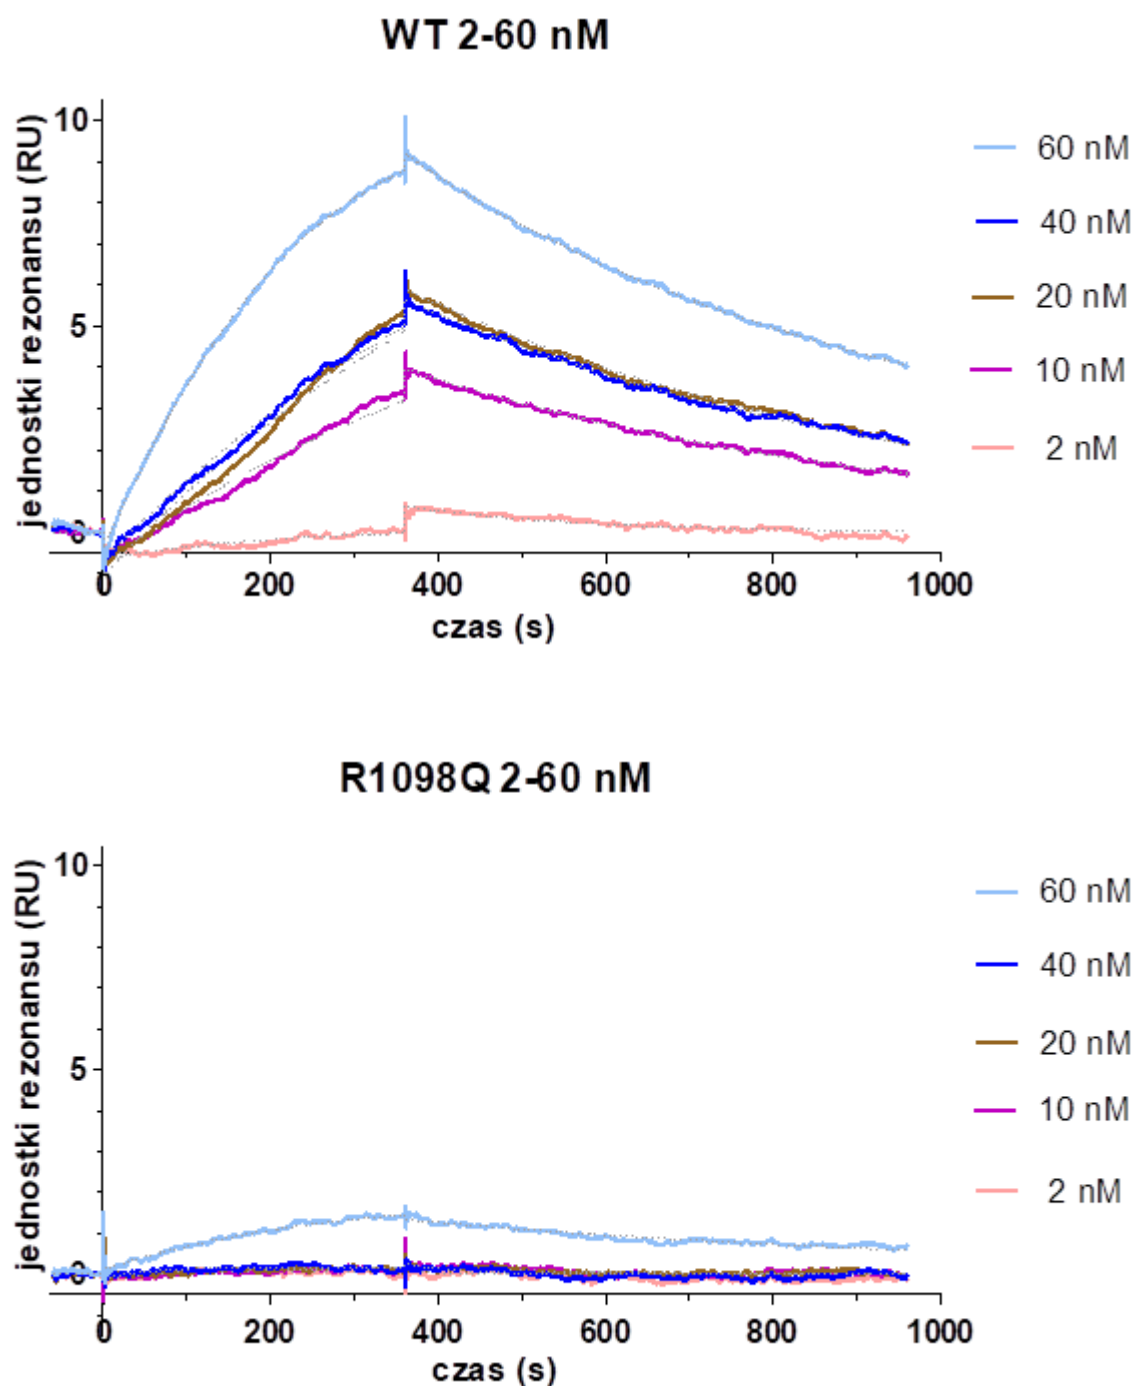 WT 2-60 nM
jednostki rezonansu (RU)
10
5
0
0
200
400
600
800
1000
czas (s)
60 nM
40 nM
20 nM
10 nM
2 nM
R1098Q 2-60 nM
jednostki rezonansu (RU)
10
5
0
0
200
400
600
800
1000
czas (s)
60 nM
40 nM
20 nM
10 nM
2 nM